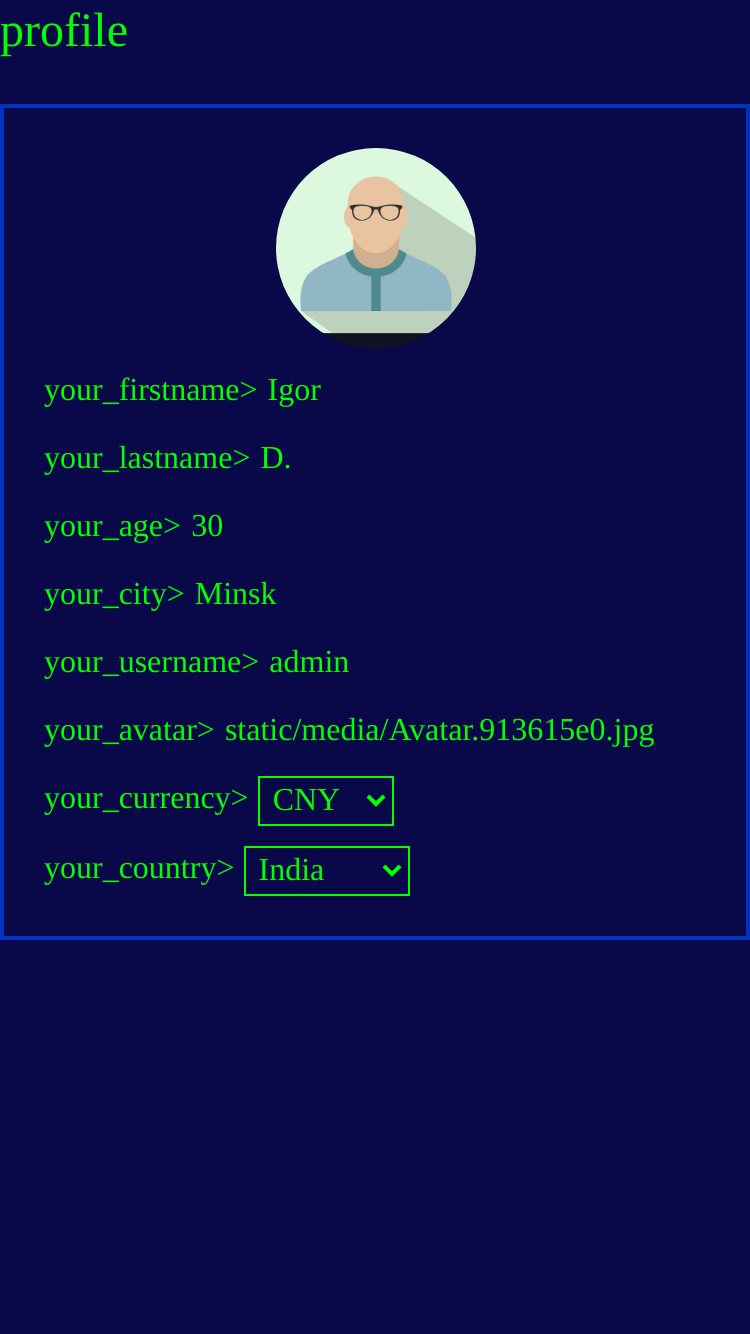 profile
your_firstname> Igor
your_lastname> D.
your_age> 30
your_city> Minsk
your_username> admin
your_avatar> static/media/Avatar.913615e0.jpg
your_currency> CNY
your_country> India